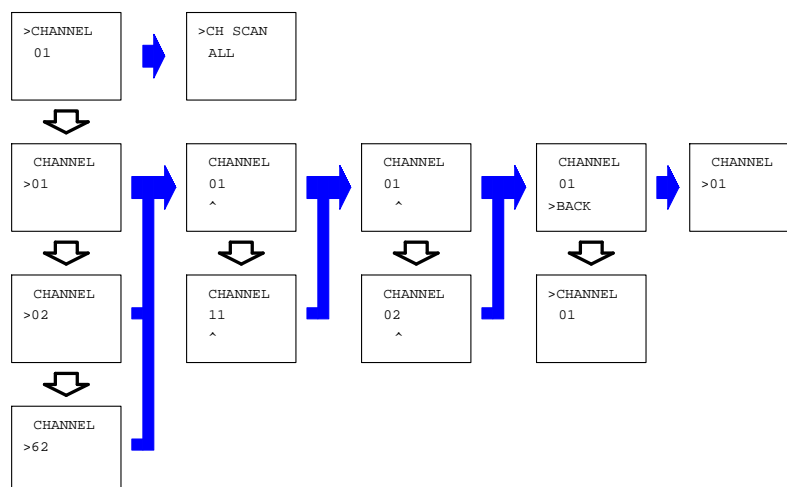 >CHANNEL
01
>CH SCAN
ALL
CHANNEL
>01
CHANNEL
01
^
CHANNEL
01
^
CHANNEL
01
>BACK
CHANNEL
>01
CHANNEL
>02
CHANNEL
11
^
CHANNEL
02
^
>CHANNEL
01
CHANNEL
>62